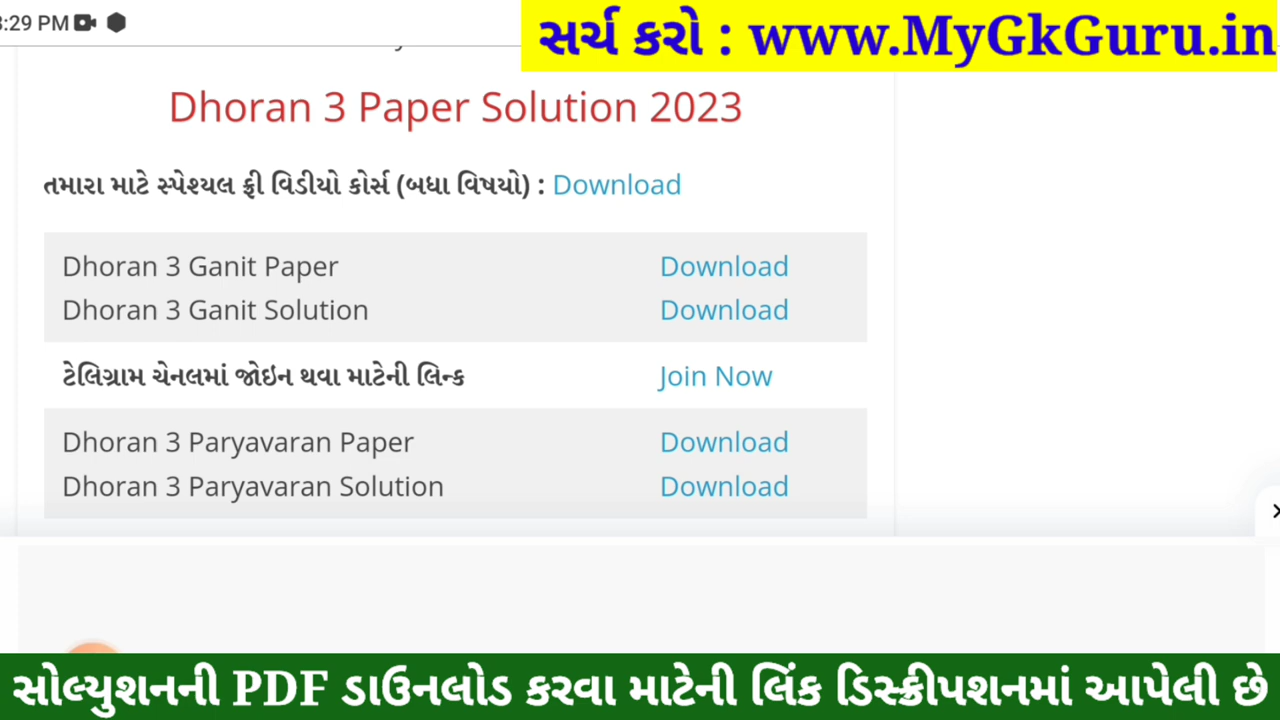 3:29 PM
સર્ચ કરો : www.MyGkGuru.in
Dhoran 3 Paper Solution 2023
તમારા માટે સ્પેશ્યલ ફ્રી વિડીયો કોર્સ (બધા વિષયો) : Download
Dhoran 3 Ganit Paper Download
Dhoran 3 Ganit Solution Download
ટેલિગ્રામ ચેનલમાં જોઇન થવા માટેની લિન્ક Join Now
Dhoran 3 Paryavaran Paper Download
Dhoran 3 Paryavaran Solution Download
સોલ્યુશનની PDF ડાઉનલોડ કરવા માટેની લિંક ડિસ્ક્રીપશનમાં આપેલી છે